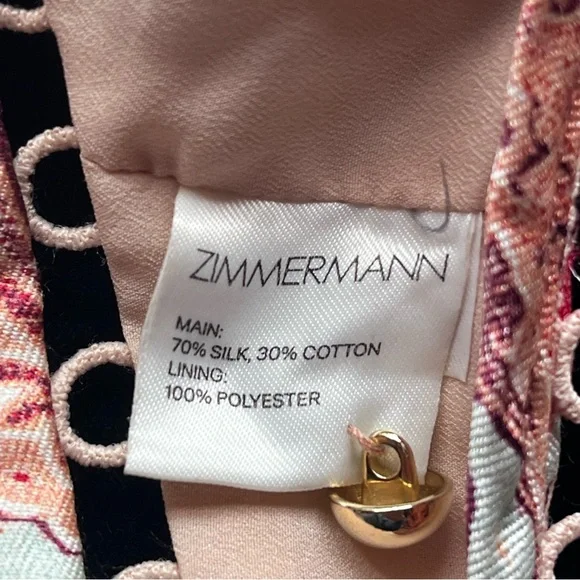 ZIMMERMANN
MAIN:
70% SILK, 30% COTTON
LINING:
100% POLYESTER